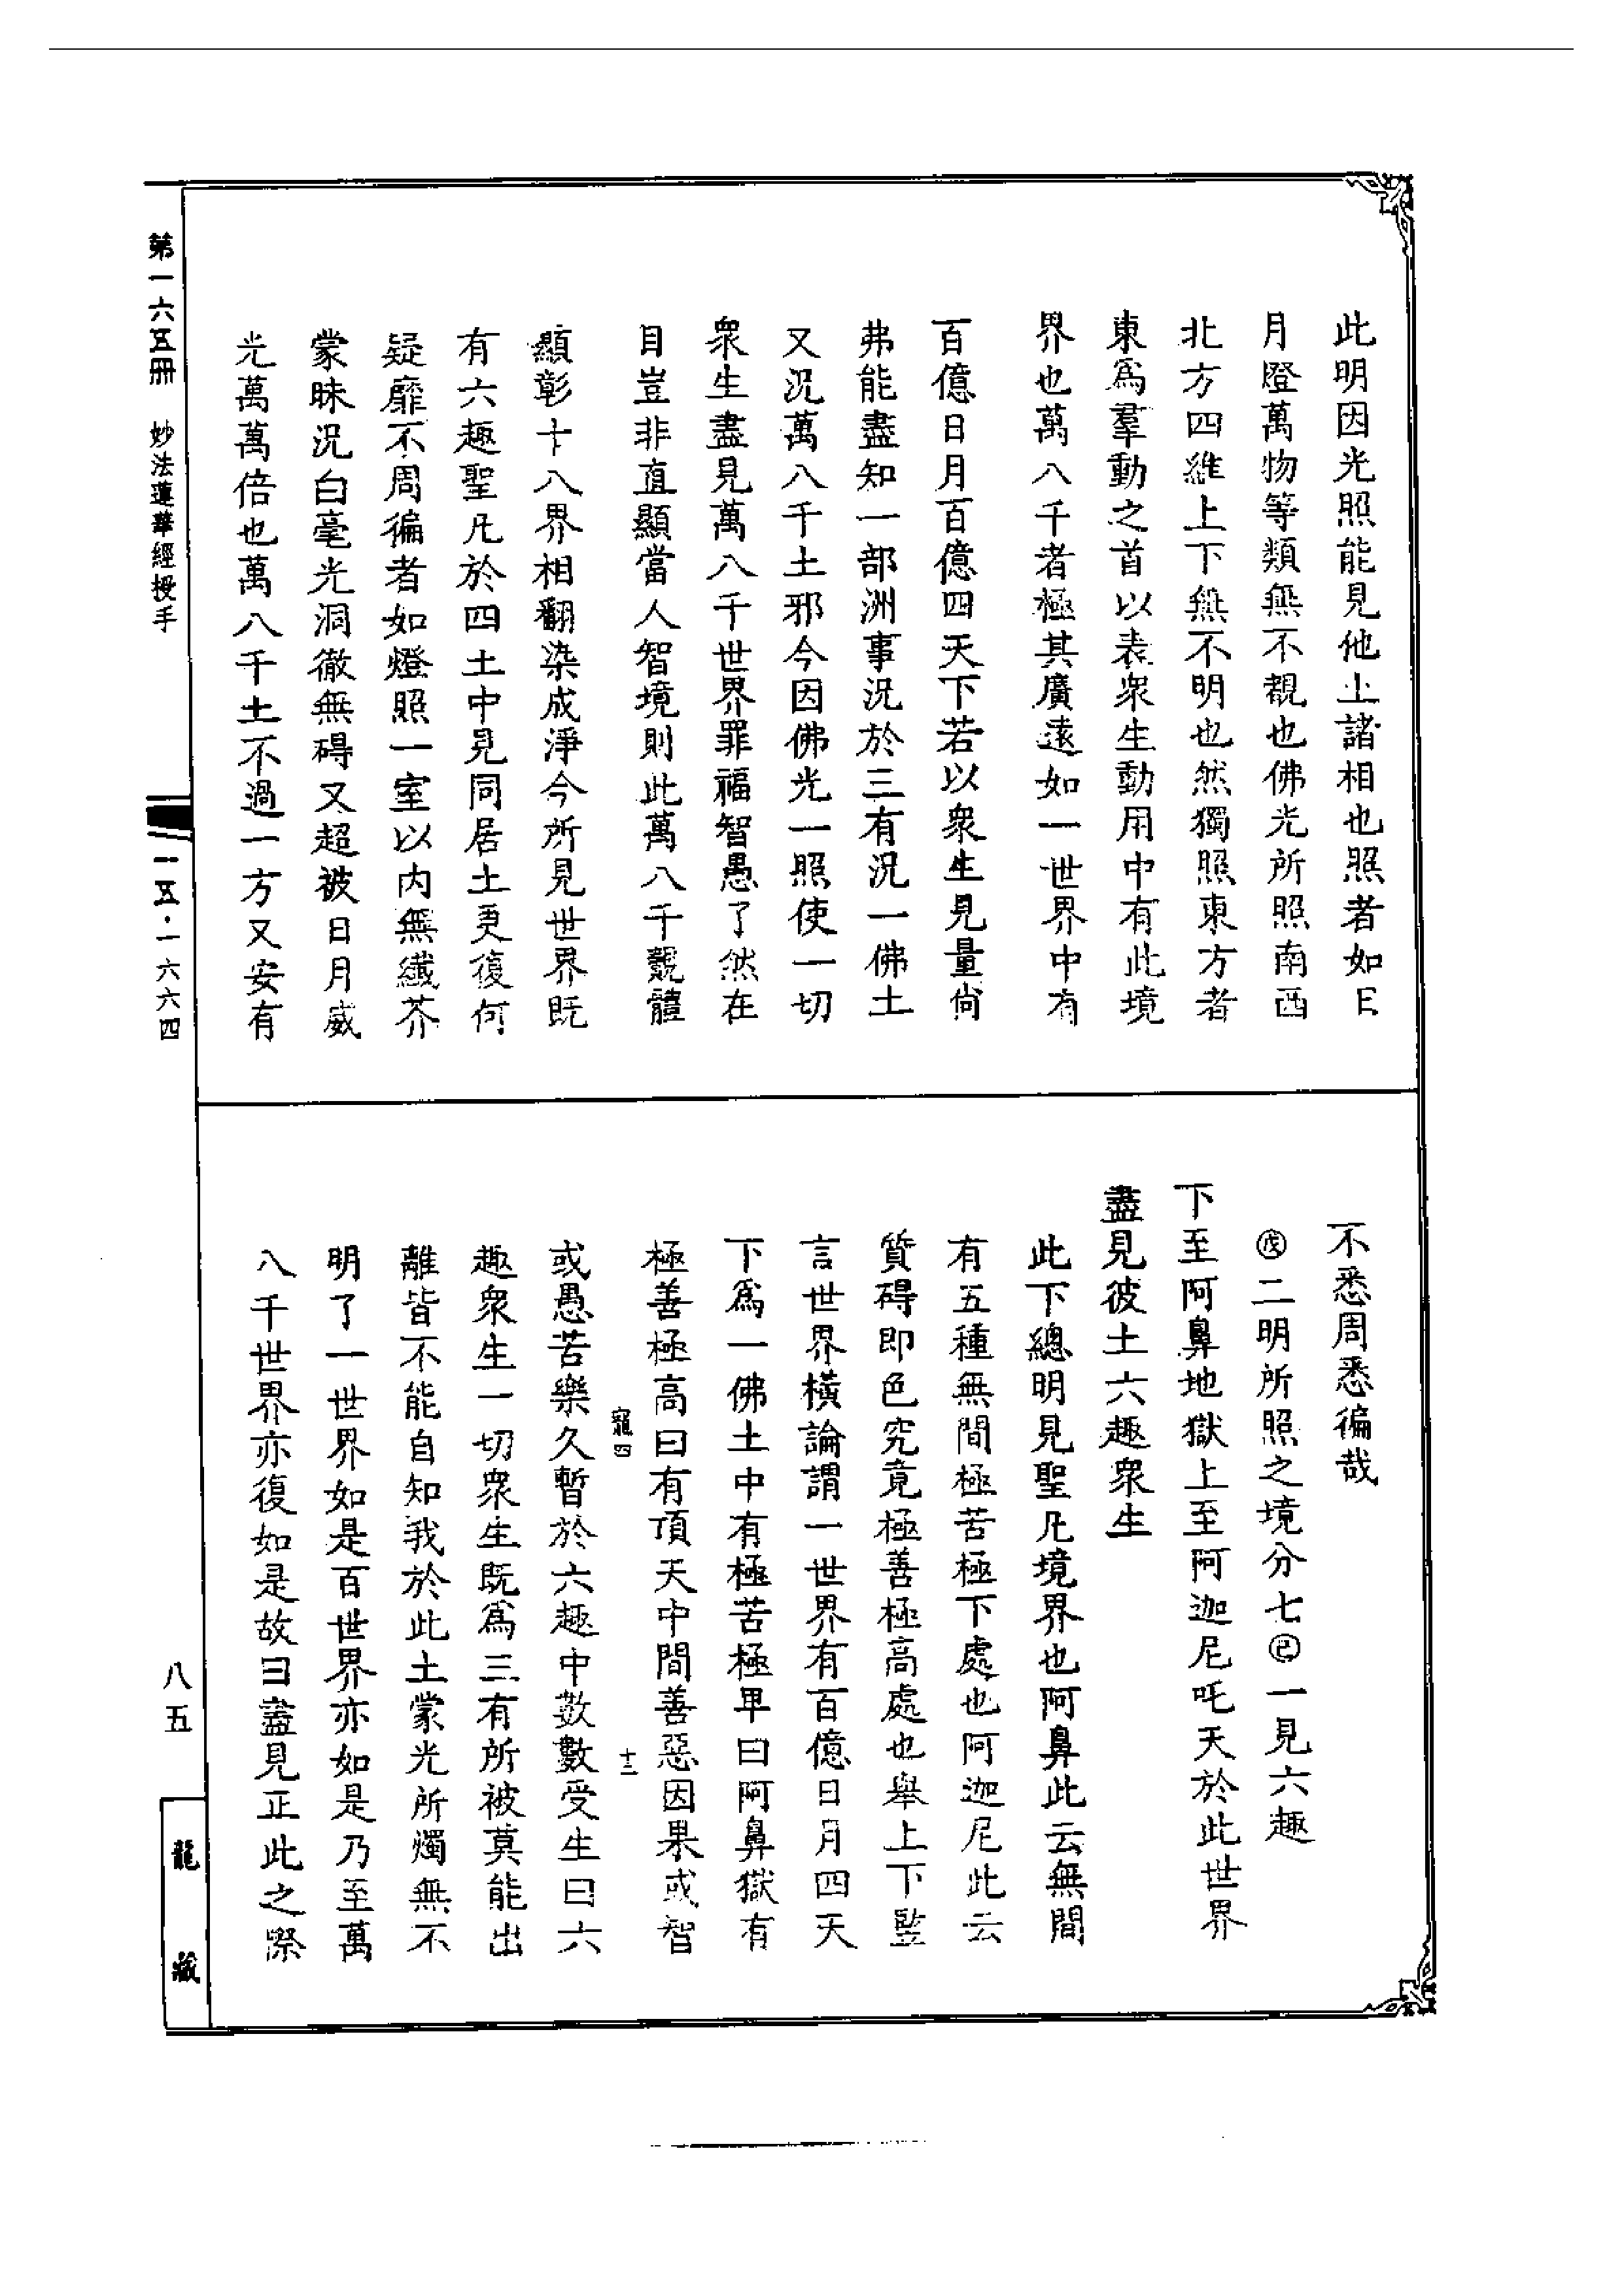 此明因光照能見他土諸相也照者如日
月燈萬物等類無不覩也佛光所照南西
北方四維上下無不明也然獨照東方者
東爲羣動之首以表衆生動用中有此境
界也萬八千者極其廣遠如一世界中有
百億日月百億四天下若以衆生見量尚
弗能盡知一部洲事況於三有況一佛土
又況萬八千土邪今因佛光一照使一切
衆生盡見萬八千世界罪福智愚了然在
目豈非直顯當人智境則此萬八千覿體
顯彰十八界相翻染成淨今所見世界既
有六趣聖凡於四土中見同居土更復何
疑靡不周徧者如燈照一室以內無纖芥
蒙昧況白毫光洞徹無碍又超彼日月威
光萬萬倍也萬八千土不過一方又安有
不悉周悉徧哉
㊅二明所照之境分七㊂一見六趣
下至阿鼻地獄上至阿迦尼吒天於此世界
盡見彼土六趣衆生
此下總明見聖凡境界也阿鼻此云無間
有五種無間極苦極下處也阿迦尼此云
質碍即色究竟極善極高處也舉上下豎
言世界橫論謂一世界有百億日月四天
下爲一佛土中有極苦極卑曰阿鼻獄有
極善極高曰有頂天中間善惡因果或智
寵四
十三
或愚苦樂久暫於六趣中數數受生曰六
趣衆生一切衆生既爲三有所被莫能出
離皆不能自知我於此土蒙光所燭無不
明了一世界如是百世界亦如是乃至萬
八千世界亦復如是故曰盡見正此之際
第一六五冊
妙法蓮華經授手
一五·一六六四
八五
龍藏